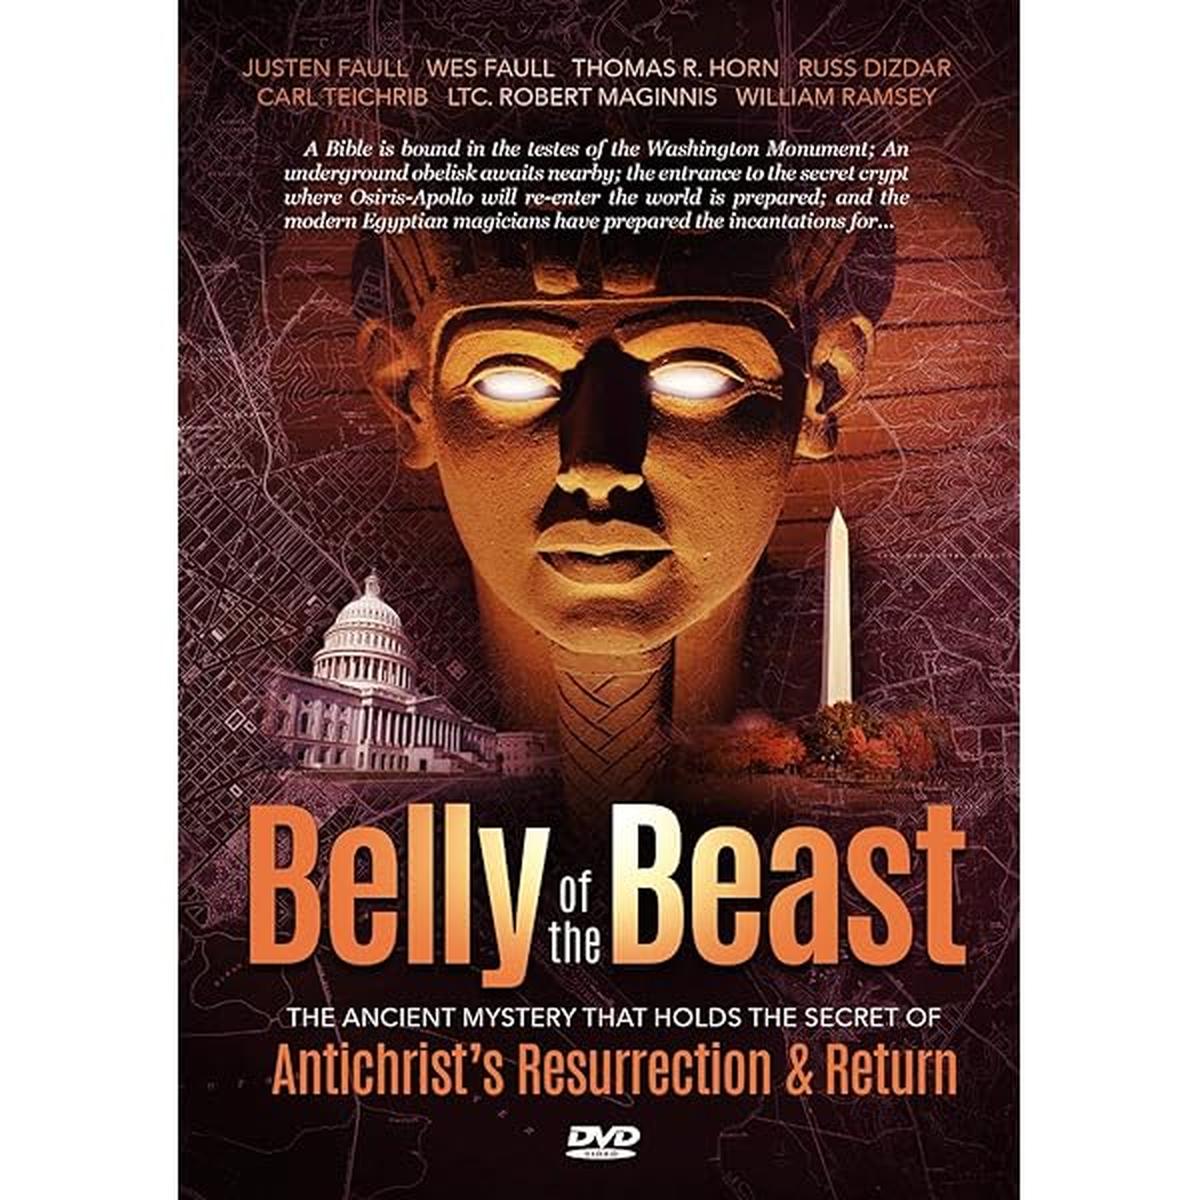 JUSTEN FAULL WES FAULL THOMAS R. HORN RUSS DIZDAR
CARL TEICHRIB LTC. ROBERT MAGINNIS WILLIAM RAMSEY
A Bible is bound in the testes of the Washington Monument; An
underground obelisk awaits nearby; the entrance to the secret crypt
where Osiris-Apollo will re-enter the world is prepared; and the
modern Egyptian magicians have prepared the incantations for...
Belly of the Beast
THE ANCIENT MYSTERY THAT HOLDS THE SECRET OF
Antichrist's Resurrection & Return
DVD
VIDEO